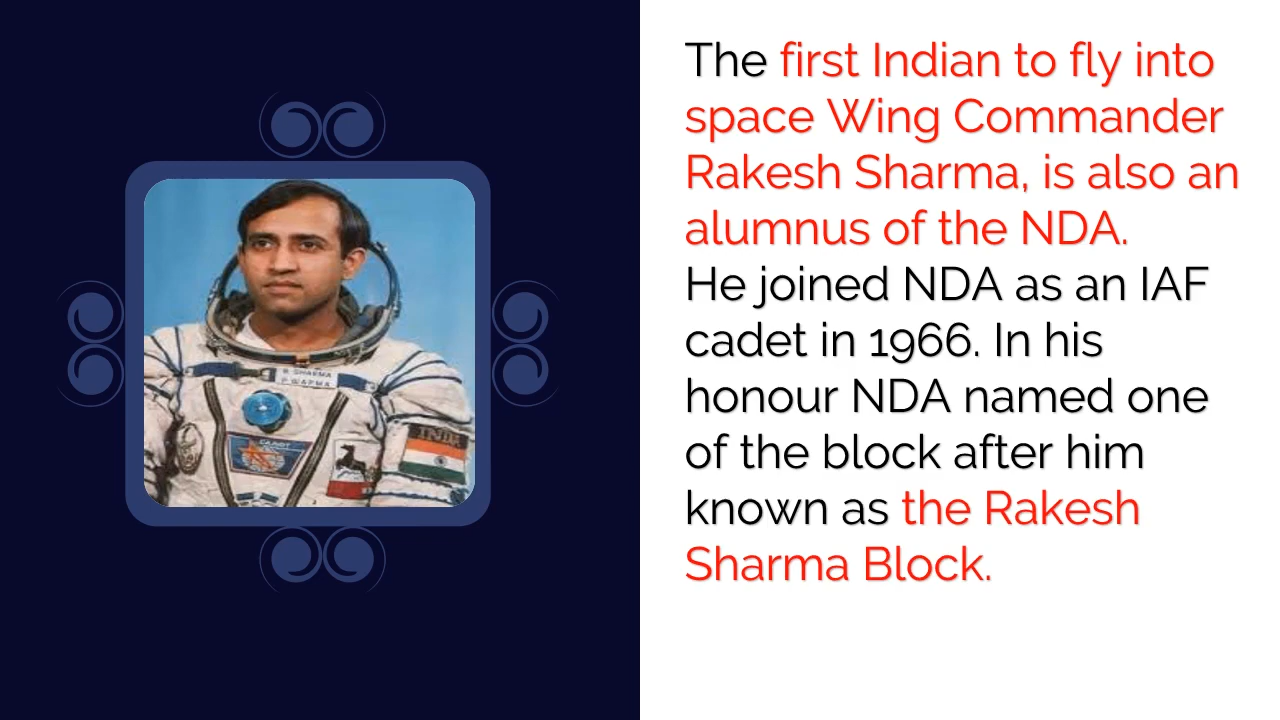 The first Indian to fly into
space Wing Commander
Rakesh Sharma, is also an
alumnus of the NDA.
He joined NDA as an IAF
cadet in 1966. In his
honour NDA named one
of the block after him
known as the Rakesh
Sharma Block.
R. SHARMA
INDIA